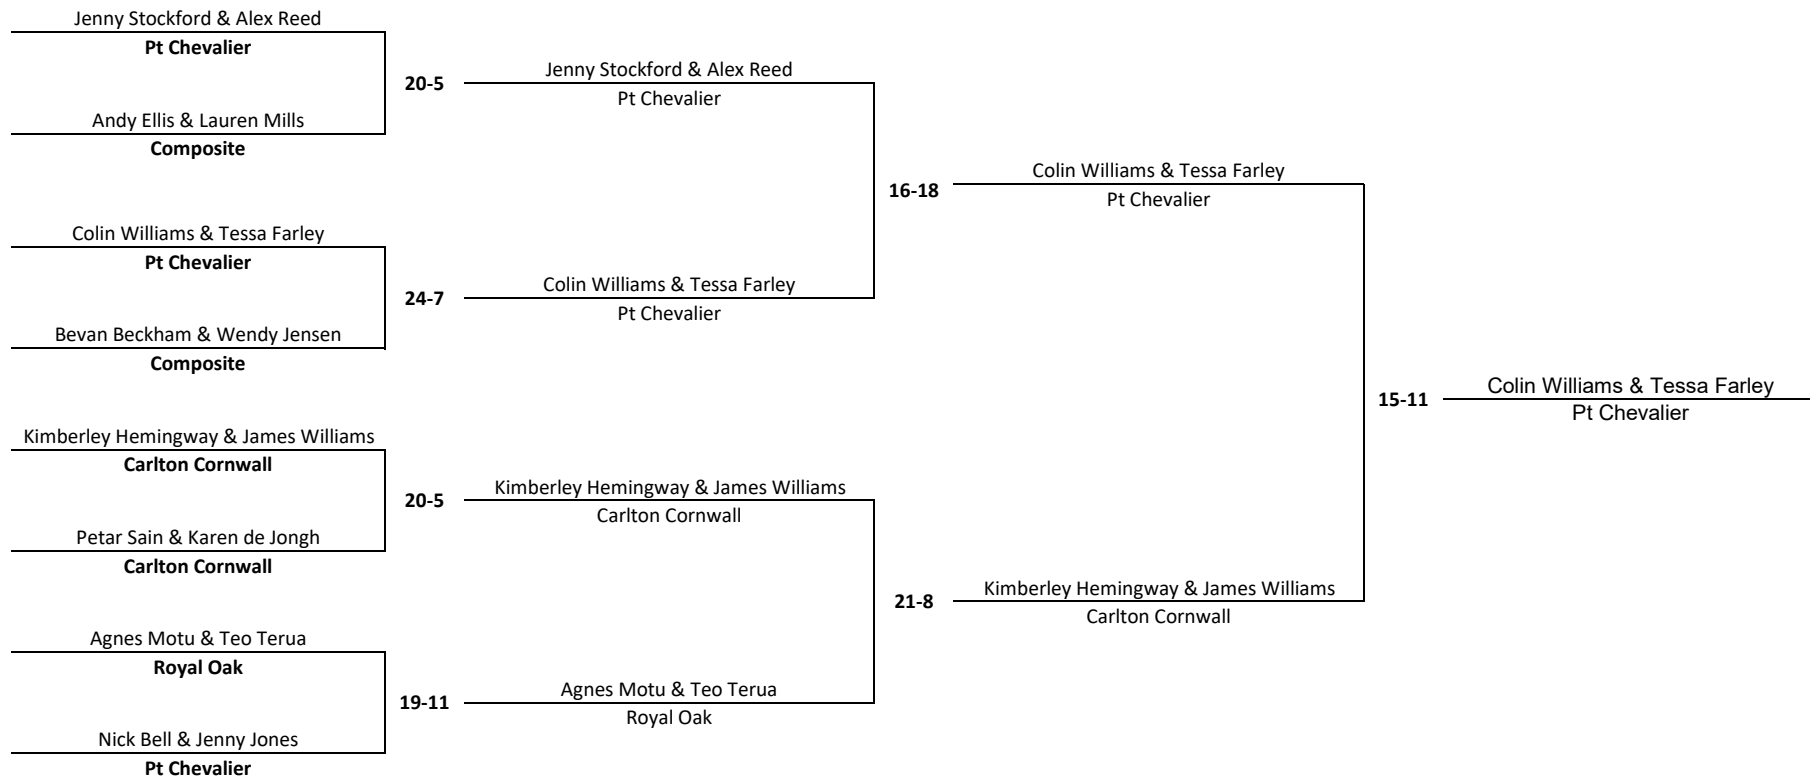 Jenny Stockford & Alex Reed
Pt Chevalier
Andy Ellis & Lauren Mills
Composite
Colin Williams & Tessa Farley
Pt Chevalier
Bevan Beckham & Wendy Jensen
Composite
Kimberley Hemingway & James Williams
Carlton Cornwall
Petar Sain & Karen de Jongh
Carlton Cornwall
Agnes Motu & Teo Terua
Royal Oak
Nick Bell & Jenny Jones
Pt Chevalier
20-5
24-7
20-5
19-11
Jenny Stockford & Alex Reed
Pt Chevalier
Colin Williams & Tessa Farley
Pt Chevalier
Kimberley Hemingway & James Williams
Carlton Cornwall
Agnes Motu & Teo Terua
Royal Oak
16-18
21-8
Colin Williams & Tessa Farley
Pt Chevalier
Kimberley Hemingway & James Williams
Carlton Cornwall
15-11
Colin Williams & Tessa Farley
Pt Chevalier